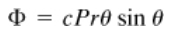 Φ = cPrθ sin θ